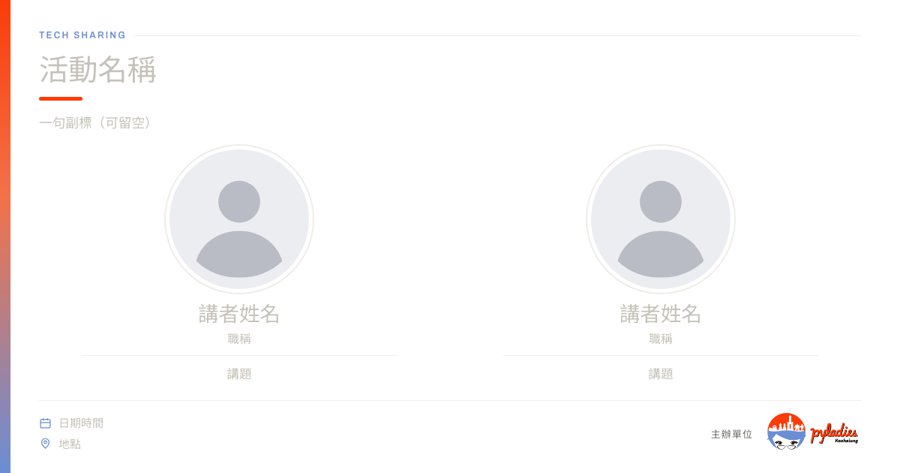 TECH SHARING
活動名稱
一句副標（可留空）
講者姓名
職稱
講題
講者姓名
職稱
講題
日期時間
地點
主辦單位
pyladies
Kaohsiung